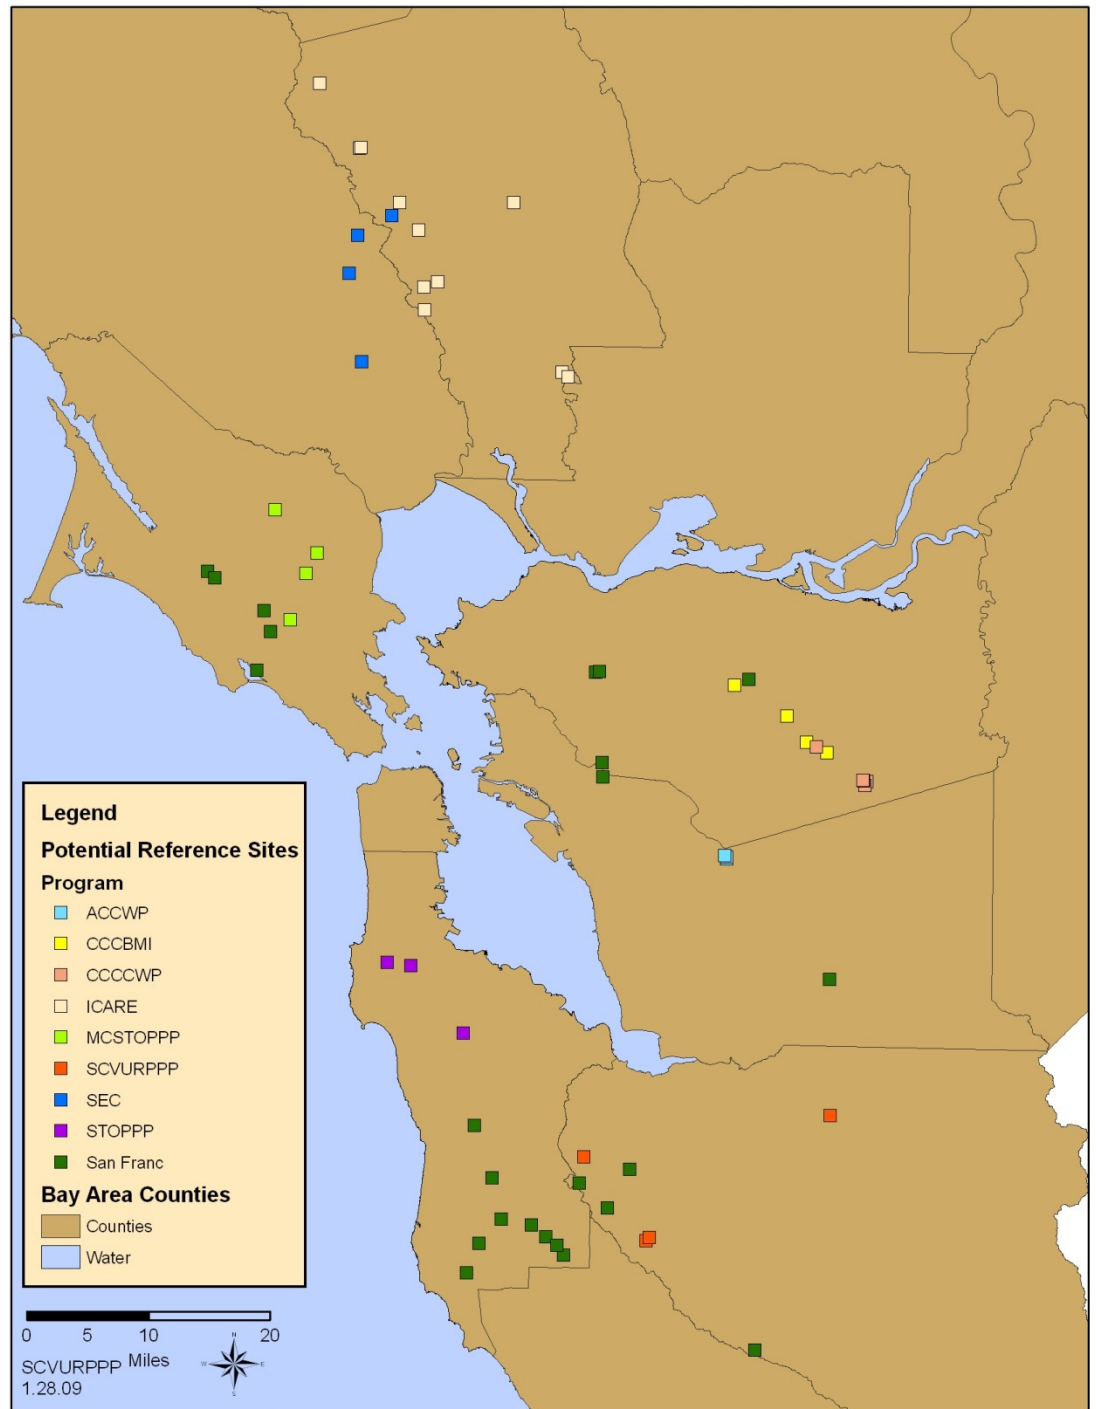 Legend
Potential Reference Sites
Program
ACCWP
CCCBMI
CCCCWP
ICARE
MCSTOPPP
SCVURPPP
SEC
STOPPP
San Franc
Bay Area Counties
Counties
Water
0 5 10 20
Miles
SCVURPPP
1.28.09
N
W E
S